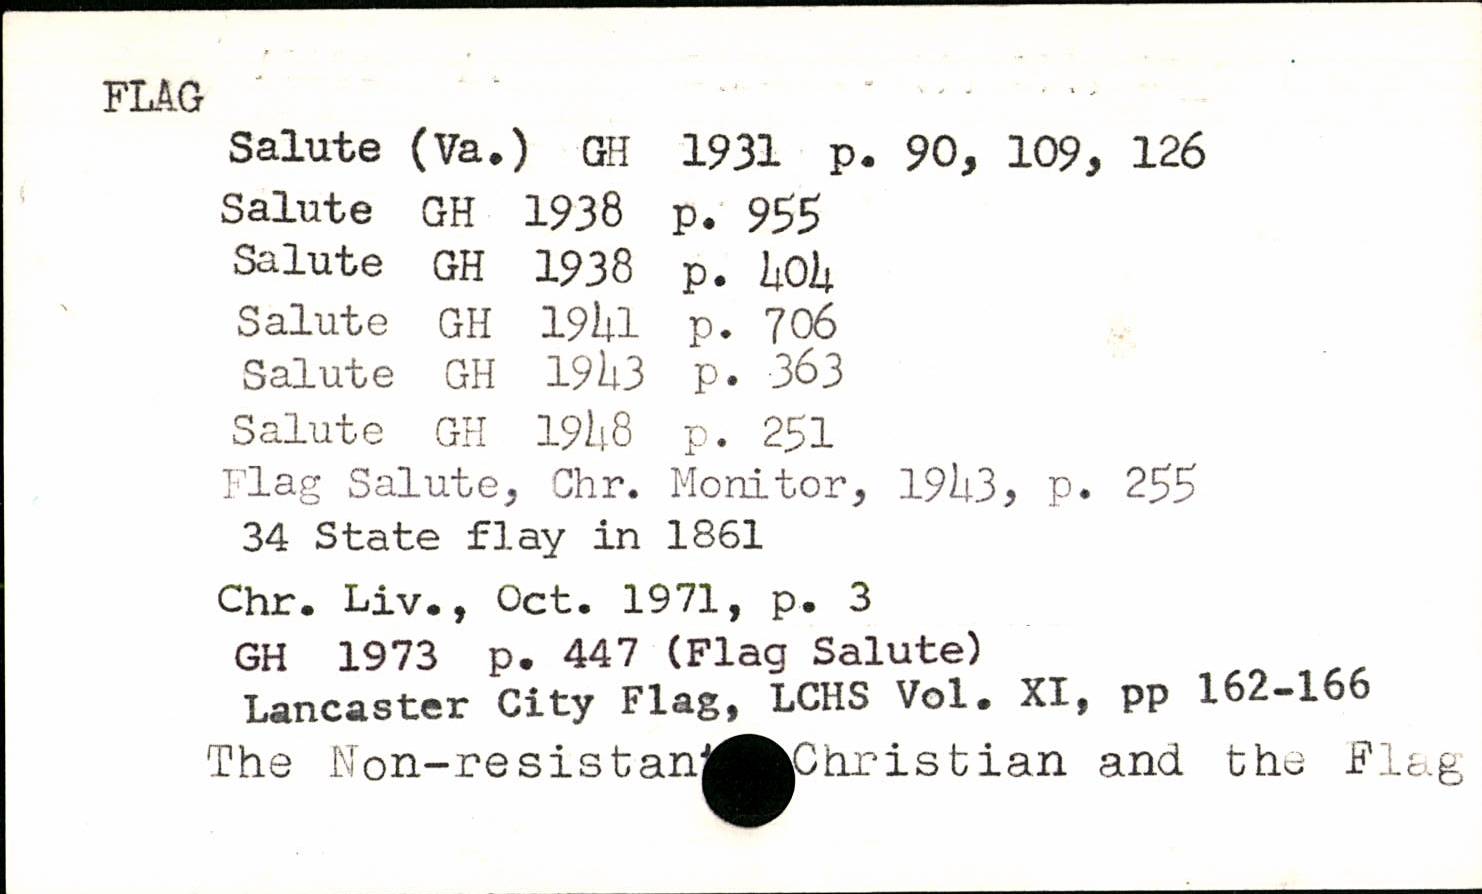 FLAG
Salute (Va.) GH 1931 p. 90, 109, 126
Salute GH 1938 p. 955
Salute GH 1938 p. 404
Salute GH 1941 p. 706
Salute GH 1943 p. 363
Salute GH 1948 p. 251
Flag Salute, Chr. Monitor, 1943, p. 255
34 State flay in 1861
Chr. Liv., Oct. 1971, p. 3
GH 1973 p. 447 (Flag Salute)
Lancaster City Flag, LCHS Vol. XI, pp 162-166
The Non-resistant Christian and the Flag